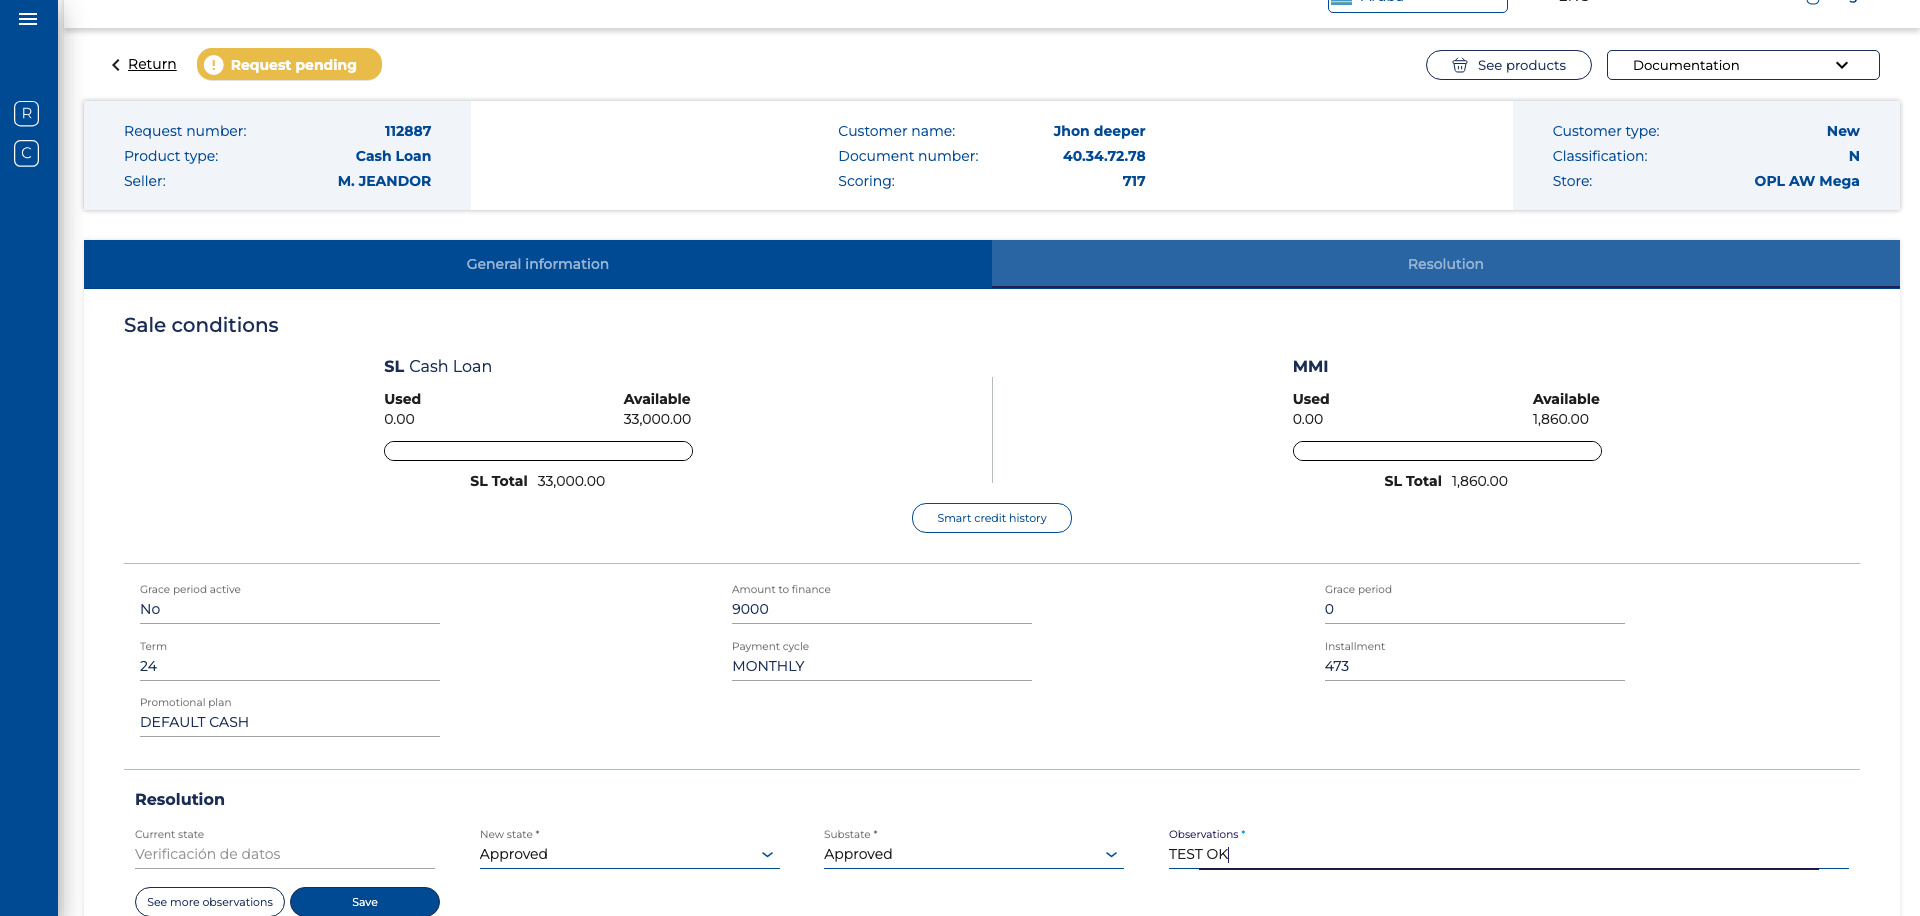 Return
Request pending
See products
Documentation
R
C
Request number: 112887
Product type: Cash Loan
Seller: M. JEANDOR
Customer name: Jhon deeper
Document number: 40.34.72.78
Scoring: 717
Customer type: New
Classification: N
Store: OPL AW Mega
General information
Resolution
Sale conditions
SL Cash Loan
Used Available
0.00 33,000.00
SL Total 33,000.00
MMI
Used Available
0.00 1,860.00
SL Total 1,860.00
Smart credit history
Grace period active
No
Amount to finance
9000
Grace period
0
Term
24
Payment cycle
MONTHLY
Installment
473
Promotional plan
DEFAULT CASH
Resolution
Current state
Verificación de datos
New state *
Approved
Substate *
Approved
Observations *
TEST OK
See more observations
Save